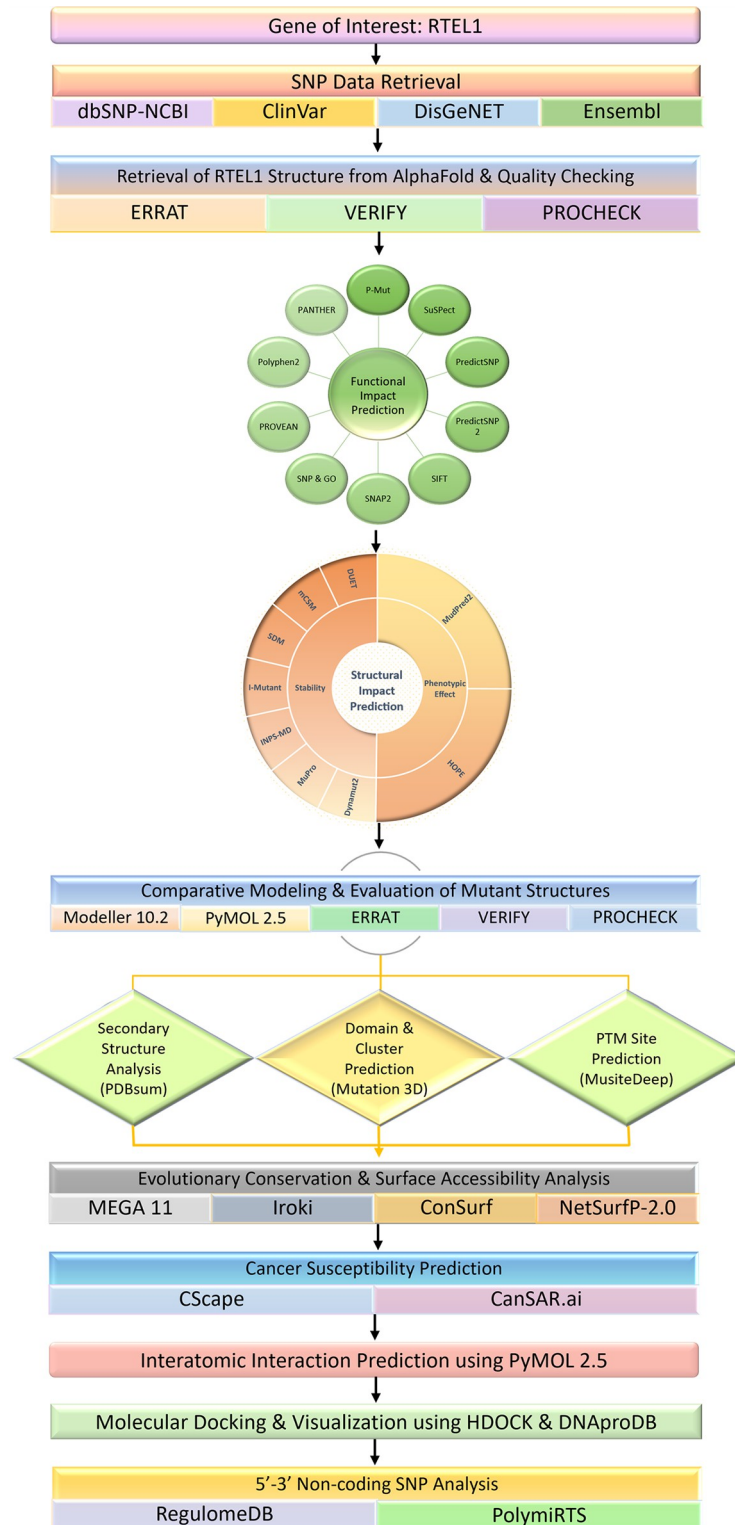 Gene of Interest: RTEL1
SNP Data Retrieval
dbSNP-NCBI
ClinVar
DisGeNET
Ensembl
Retrieval of RTEL1 Structure from AlphaFold & Quality Checking
ERRAT
VERIFY
PROCHECK
P-Mut
SuSPect
PredictSNP
PredictSNP
2
SIFT
SNAP2
SNP & GO
PROVEAN
Polyphen2
PANTHER
Functional
Impact
Prediction
DUET
mCSM
SDM
I-Mutant
INPS-MD
MuPro
Dynamut2
Stability
Structural
Impact
Prediction
Phenotypic
Effect
MudPred2
HOPE
Comparative Modeling & Evaluation of Mutant Structures
Modeller 10.2
PyMOL 2.5
ERRAT
VERIFY
PROCHECK
Secondary
Structure
Analysis
(PDBsum)
Domain &
Cluster
Prediction
(Mutation 3D)
PTM Site
Prediction
(MusiteDeep)
Evolutionary Conservation & Surface Accessibility Analysis
MEGA 11
Iroki
ConSurf
NetSurfP-2.0
Cancer Susceptibility Prediction
CScape
CanSAR.ai
Interatomic Interaction Prediction using PyMOL 2.5
Molecular Docking & Visualization using HDOCK & DNAproDB
5’-3’ Non-coding SNP Analysis
RegulomeDB
PolymiRTS